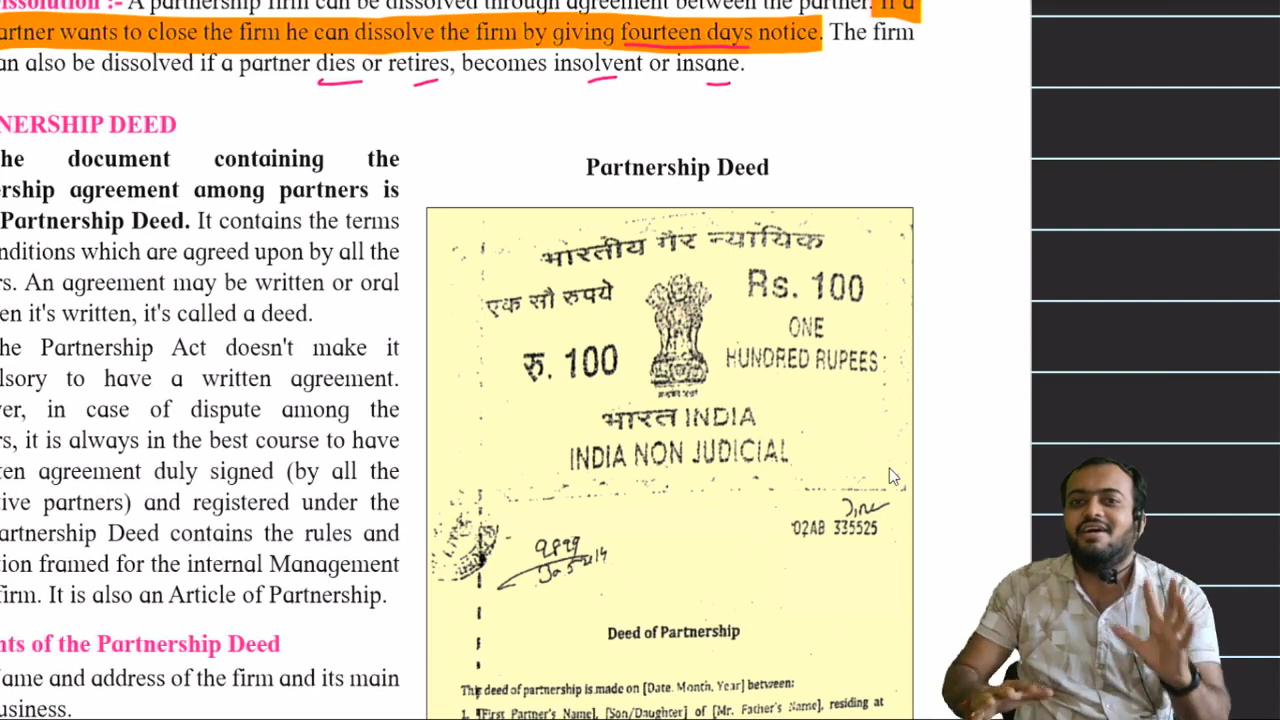 issolution :- A partnership firm can be dissolved through agreement between the partner. If a
artner wants to close the firm he can dissolve the firm by giving fourteen days notice. The firm
an also be dissolved if a partner dies or retires, becomes insolvent or insane.
NERSHIP DEED
he document containing the
ership agreement among partners is
Partnership Deed. It contains the terms
nditions which are agreed upon by all the
rs. An agreement may be written or oral
en it's written, it's called a deed.
he Partnership Act doesn't make it
lsory to have a written agreement.
ver, in case of dispute among the
rs, it is always in the best course to have
ten agreement duly signed (by all the
tive partners) and registered under the
artnership Deed contains the rules and
tion framed for the internal Management
firm. It is also an Article of Partnership.
nts of the Partnership Deed
ame and address of the firm and its main
usiness.
Partnership Deed
भारतीय गैर न्यायिक
एक सौ रुपये
Rs. 100
ONE
रु. 100
HUNDRED RUPEES
भारत INDIA
INDIA NON JUDICIAL
02AB 335525
Deed of Partnership
This deed of partnership is made on [Date. Month, Year] between:
1. [First Partner's Name], [Son/Daughter] of [Mr. Father's Name], residing at